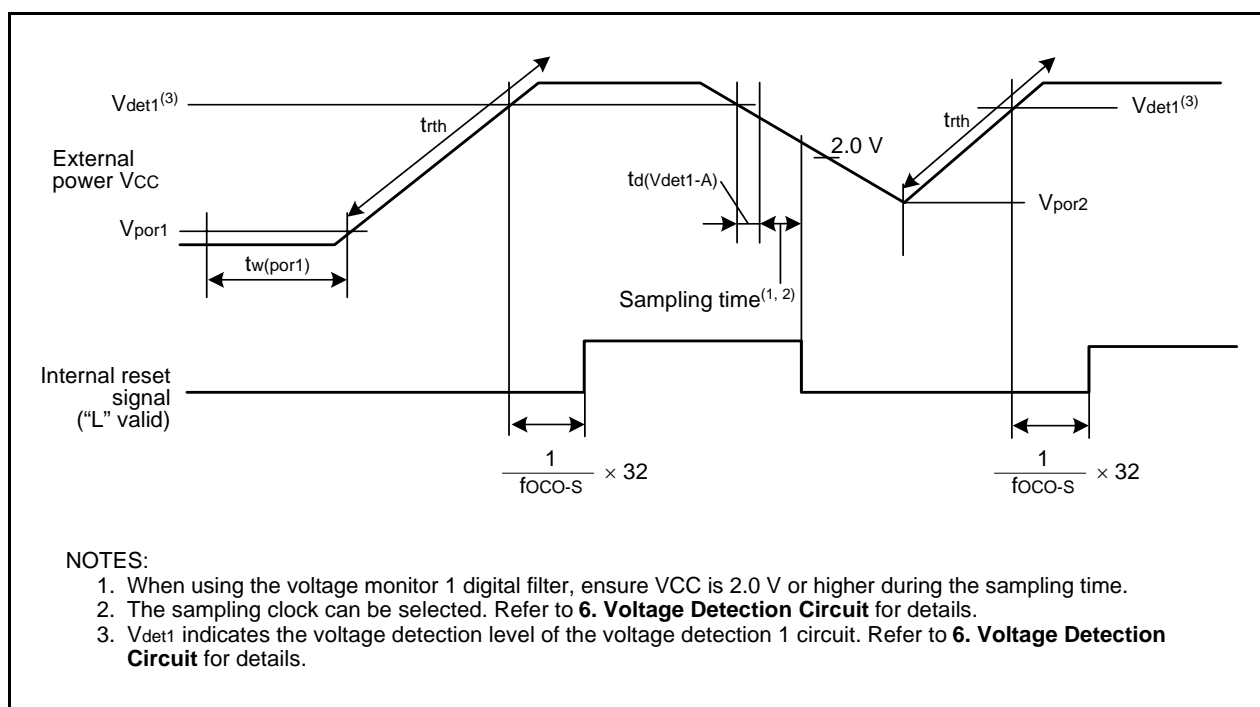 Vdet1(3)
trth
External
power VCC
Vpor1
tw(por1)
2.0 V
td(Vdet1-A)
Sampling time(1, 2)
trth
Vdet1(3)
Vpor2
Internal reset
signal
(“L” valid)
1
fOCO-S
× 32
1
fOCO-S
× 32
NOTES:
1. When using the voltage monitor 1 digital filter, ensure VCC is 2.0 V or higher during the sampling time.
2. The sampling clock can be selected. Refer to 6. Voltage Detection Circuit for details.
3. Vdet1 indicates the voltage detection level of the voltage detection 1 circuit. Refer to 6. Voltage Detection
Circuit for details.